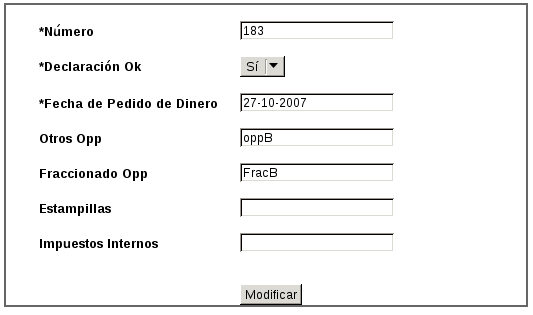 *Número 183
*Declaración Ok Sí
*Fecha de Pedido de Dinero 27-10-2007
Otros Opp oppB
Fraccionado Opp FracB
Estampillas
Impuestos Internos
Modificar